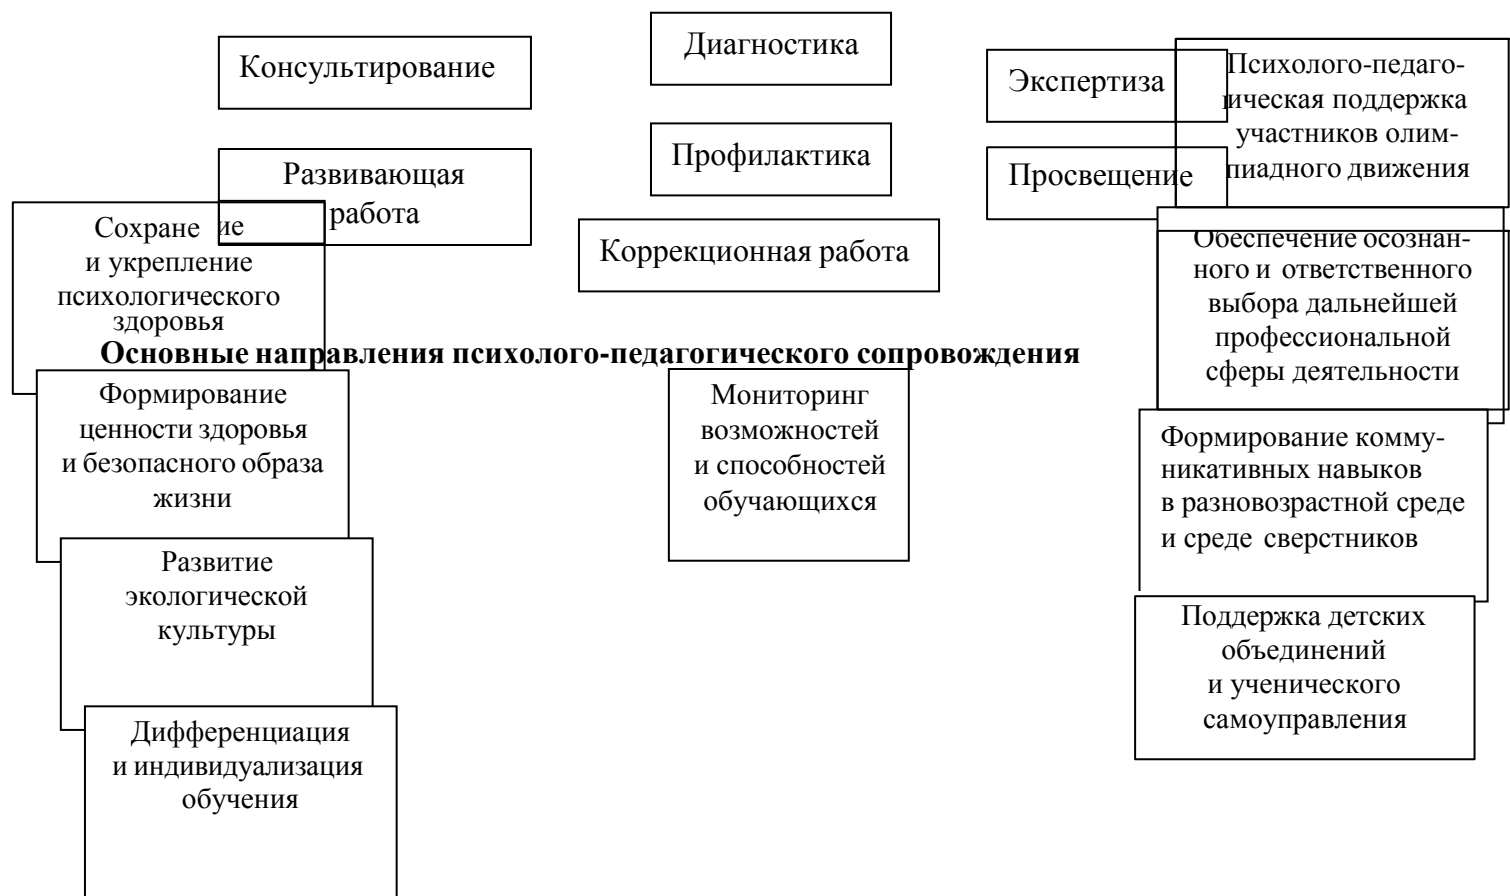 Консультирование
Диагностика
Экспертиза
Развивающая
работа
Профилактика
Просвещение
Коррекционная работа
Психолого-педаго-
ическая поддержка
участников олим-
пиадного движения
Сохране ие
и укрепление
психологического
здоровья
Обеспечение осознан-
ного и ответственного
выбора дальнейшей
профессиональной
сферы деятельности
Основные направления психолого-педагогического сопровождения
Формирование
ценности здоровья
и безопасного образа
жизни
Мониторинг
возможностей
и способностей
обучающихся
Формирование комму-
никативных навыков
в разновозрастной среде
и среде сверстников
Развитие
экологической
культуры
Поддержка детских
объединений
и ученического
самоуправления
Дифференциация
и индивидуализация
обучения